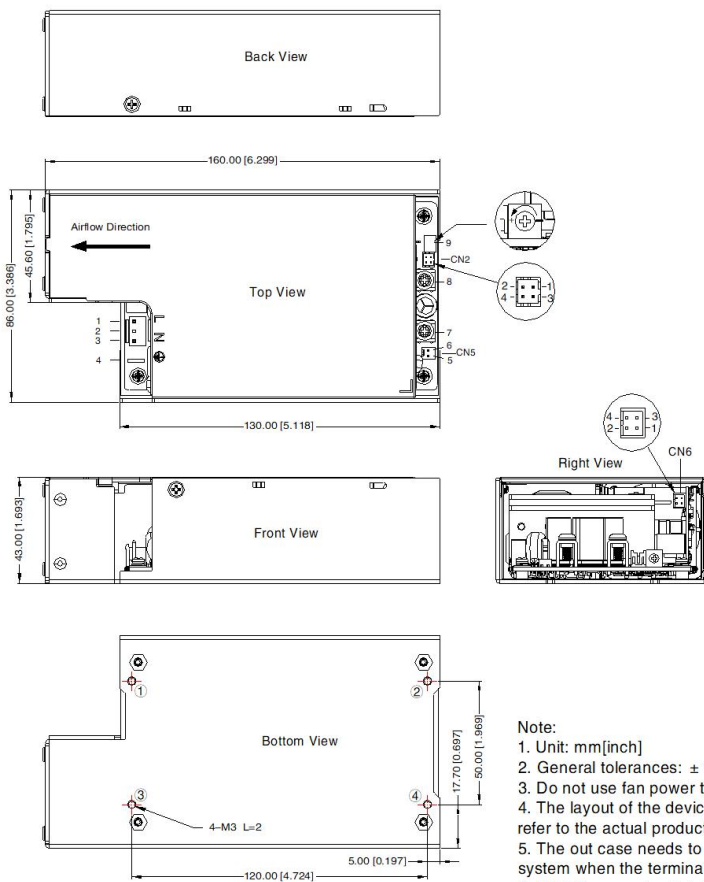 Back View
160.00 [6.299]
86.00 [3.386]
45.60 [1.795]
Airflow Direction
Top View
9
CN2
8
7
6
CN5
5
2
1
4
3
1
2
3
4
L
N
130.00 [5.118]
4
3
2
1
Right View
CN6
43.00 [1.693]
Front View
①
②
Bottom View
17.70 [0.697]
50.00 [1.969]
③
④
4-M3 L=2
5.00 [0.197]
120.00 [4.724]
Note:
1. Unit: mm[inch]
2. General tolerances: ±
3. Do not use fan power t
4. The layout of the devic
refer to the actual product
5. The out case needs to
system when the termina